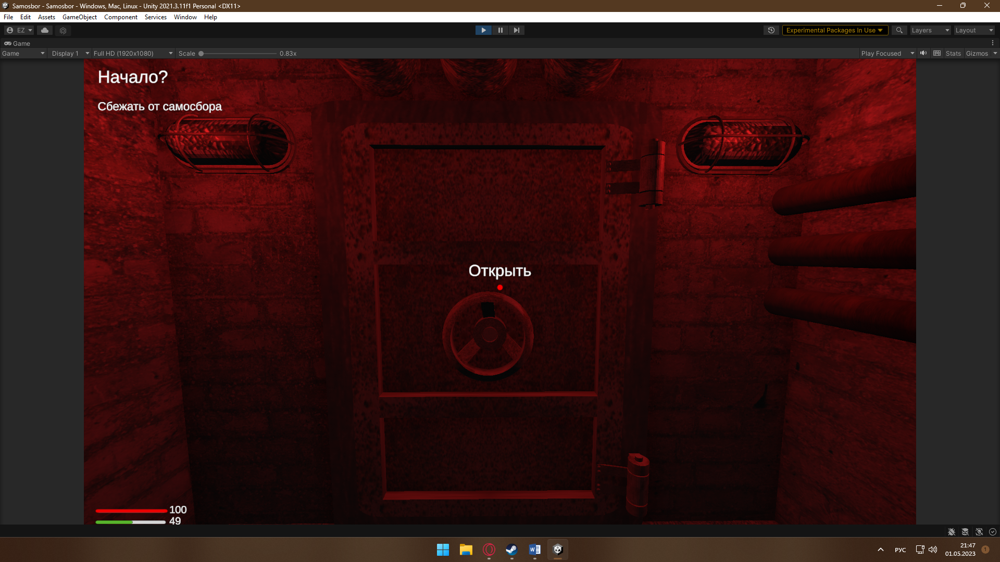 Samosbor - Samosbor - Windows, Mac, Linux - Unity 2021.3.11f1 Personal <DX11>
File Edit Assets GameObject Component Services Window Help
EZ
Experimental Packages In Use
Layers
Layout
Game
Game
Display 1
Full HD (1920x1080)
Scale
0.83x
Play Focused
Stats
Gizmos
Начало?
Сбежать от самосбора
Открыть
100
49
РУС
21:47
01.05.2023
1